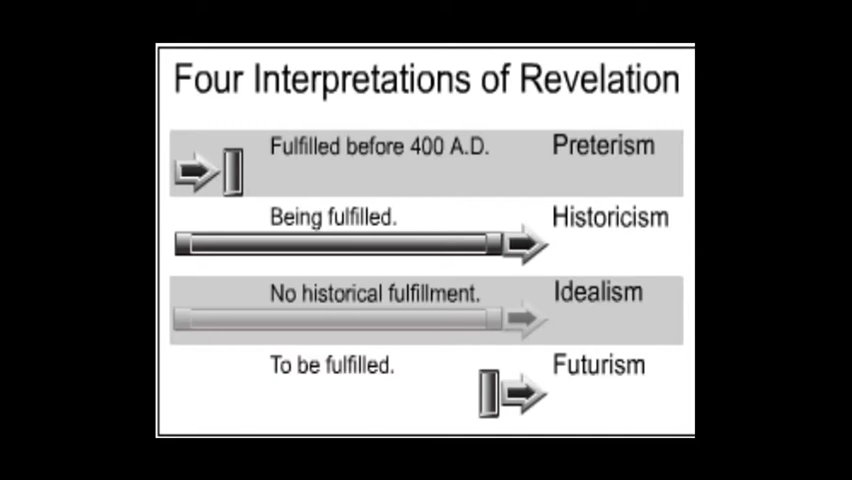 Four Interpretations of Revelation
Fulfilled before 400 A.D. Preterism
Being fulfilled. Historicism
No historical fulfillment. Idealism
To be fulfilled. Futurism